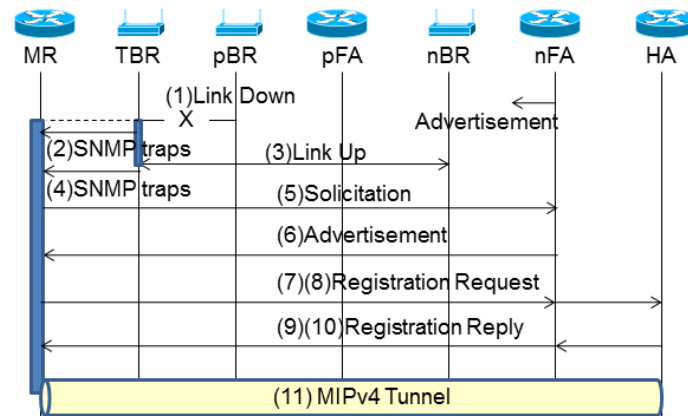 MR TBR pBR pFA nBR nFA HA
(1)Link Down
X
Advertisement
(2)SNMP traps
(3)Link Up
(4)SNMP traps
(5)Solicitation
(6)Advertisement
(7)(8)Registration Request
(9)(10)Registration Reply
(11) MIPv4 Tunnel